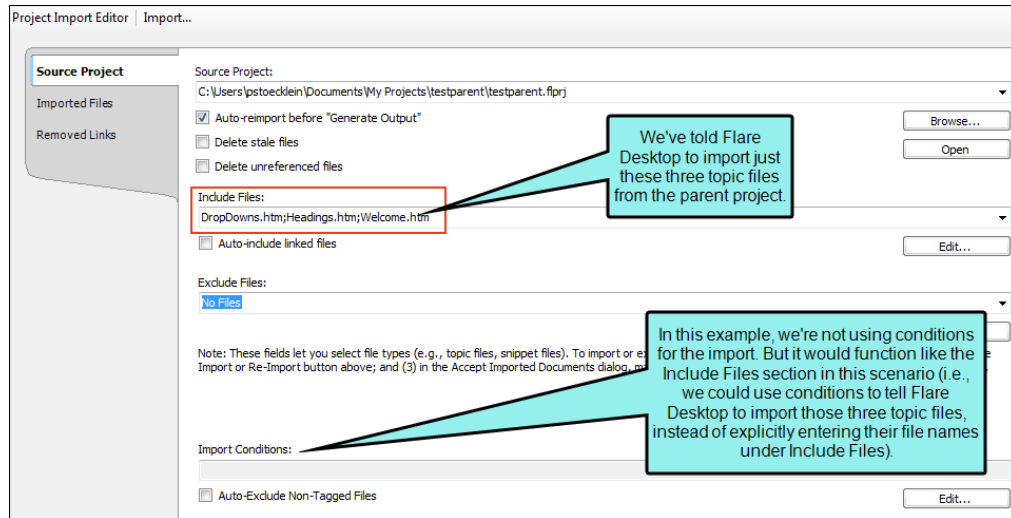 Project Import Editor Import...
Source Project
Imported Files
Removed Links
Source Project:
C:\Users\pstoecklein\Documents\My Projects\testparent\testparent.flprj
Auto-reimport before "Generate Output"
Browse...
Delete stale files
Open
Delete unreferenced files
We've told Flare
Desktop to import just
these three topic files
from the parent project.
Include Files:
DropDowns.htm;Headings.htm;Welcome.htm
Auto-include linked files
Edit...
Exclude Files:
No Files
In this example, we're not using conditions
for the import. But it would function like the
Include Files section in this scenario (i.e.,
we could use conditions to tell Flare
Desktop to import those three topic files,
instead of explicitly entering their file names
under Include Files).
Note: These fields let you select file types (e.g., topic files, snippet files). To import or
Import or Re-Import button above; and (3) in the Accept Imported Documents dialog,
Import Conditions:
Auto-Exclude Non-Tagged Files
Edit...